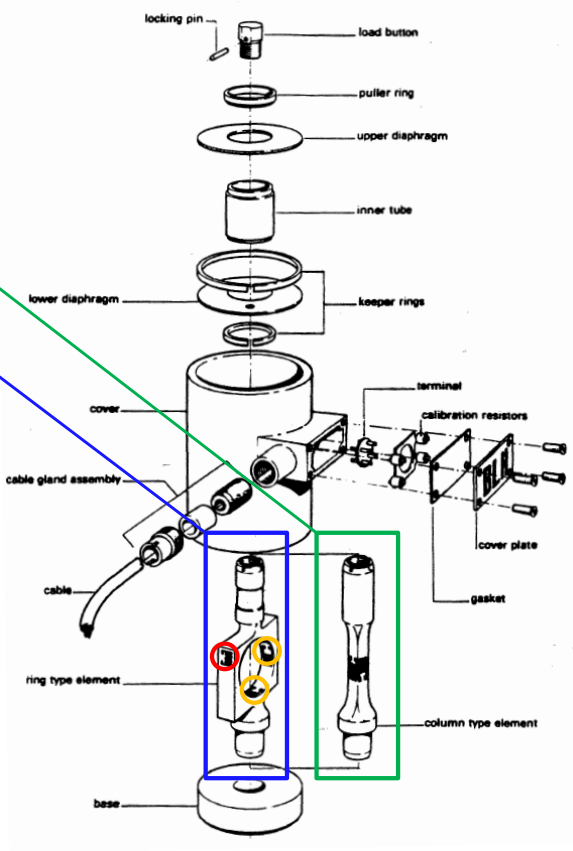 locking pin
load button
puller ring
upper diaphragm
inner tube
lower diaphragm
keeper rings
terminal
cover
calibration resistors
cable gland assembly
BLH
cover plate
cable
gasket
ring type element
column type element
base